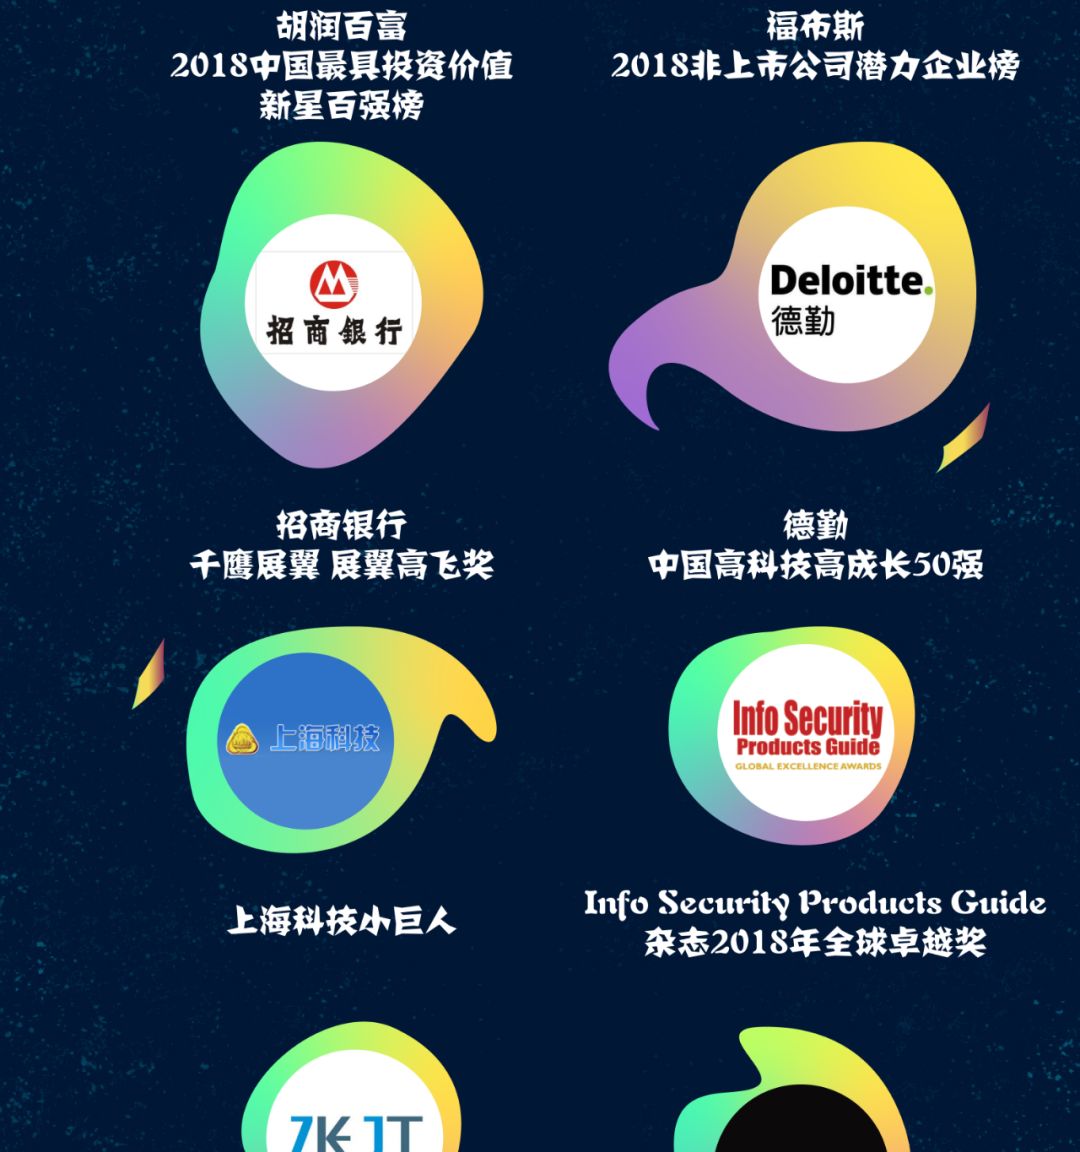 胡润百富
2018中国最具投资价值
新星百强榜
福布斯
2018非上市公司潜力企业榜
招商银行
Deloitte.
德勤
招商银行
千鹰展翼 展翼高飞奖
德勤
中国高科技高成长50强
上海科技
Info Security
Products Guide
GLOBAL EXCELLENCE AWARDS
上海科技小巨人
Info Security Products Guide
杂志2018年全球卓越奖